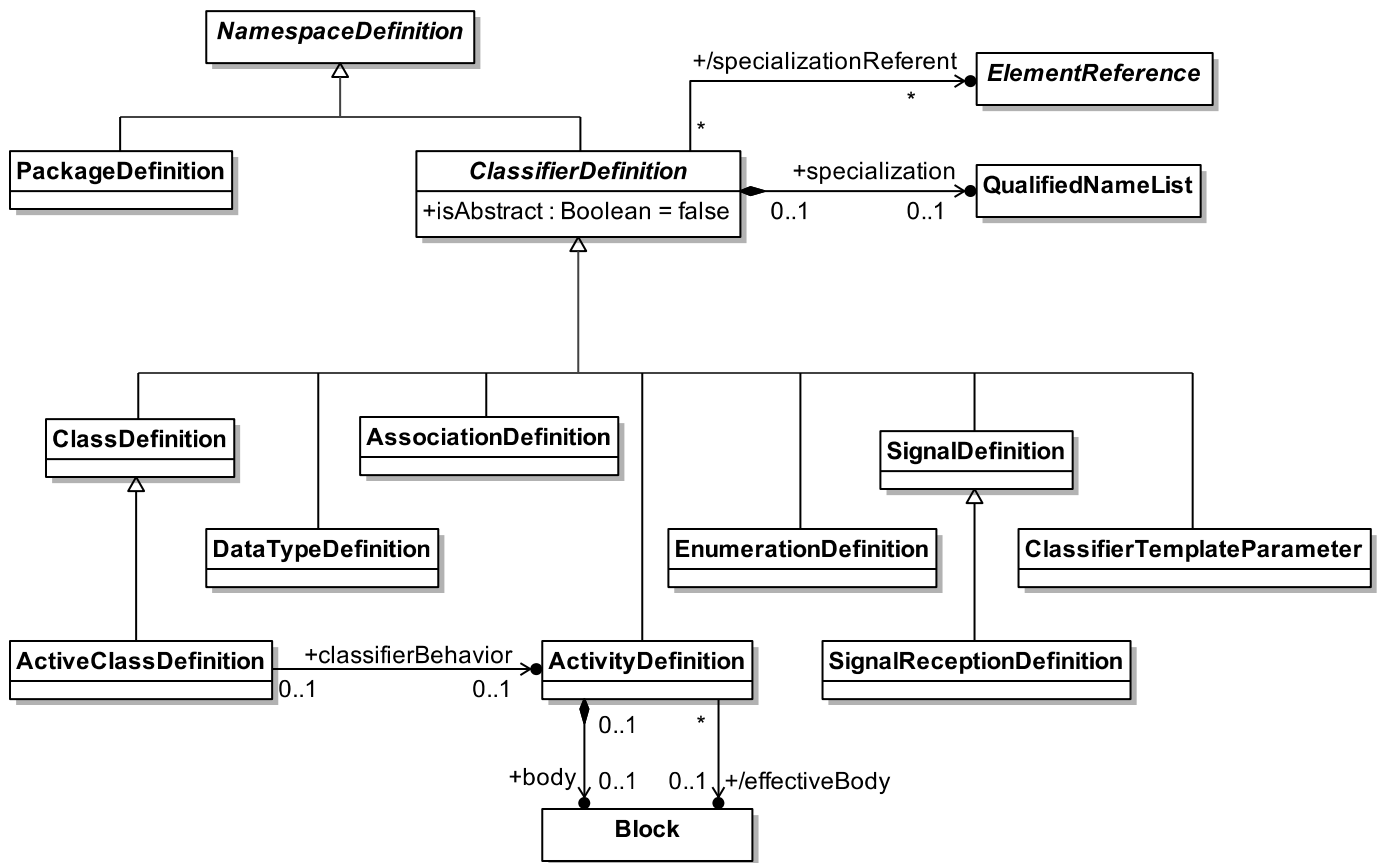 NamespaceDefinition
+/specializationReferent
ElementReference
*
*
PackageDefinition
ClassifierDefinition
+isAbstract : Boolean = false
+specialization
0..1
0..1
QualifiedNameList
ClassDefinition
AssociationDefinition
SignalDefinition
DataTypeDefinition
EnumerationDefinition
ClassifierTemplateParameter
ActiveClassDefinition
+classifierBehavior
0..1
0..1
ActivityDefinition
SignalReceptionDefinition
0..1
*
+body
0..1
0..1
+/effectiveBody
Block